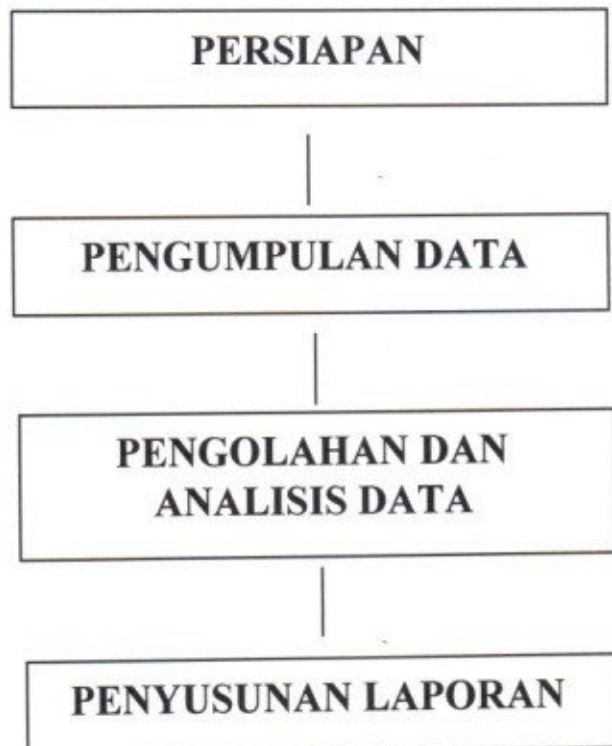 PERSIAPAN
PENGUMPULAN DATA
PENGOLAHAN DAN
ANALISIS DATA
PENYUSUNAN LAPORAN